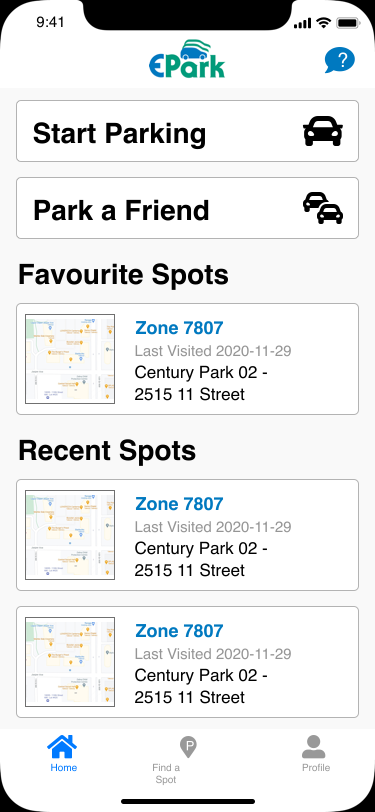 9:41
EPark
?
Start Parking
Park a Friend
Favourite Spots
Zone 7807
Last Visited 2020-11-29
Century Park 02 -
2515 11 Street
Recent Spots
Zone 7807
Last Visited 2020-11-29
Century Park 02 -
2515 11 Street
Zone 7807
Last Visited 2020-11-29
Century Park 02 -
2515 11 Street
P
Home
Find a
Spot
Profile